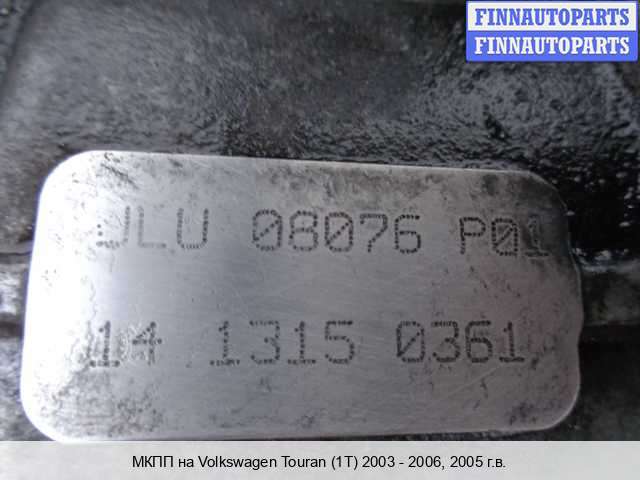 FINNAUTOPARTS
FINNAUTOPARTS
JLU 08076 P01
14 1315 0361
МКПП на Volkswagen Touran (1T) 2003 - 2006, 2005 г.в.